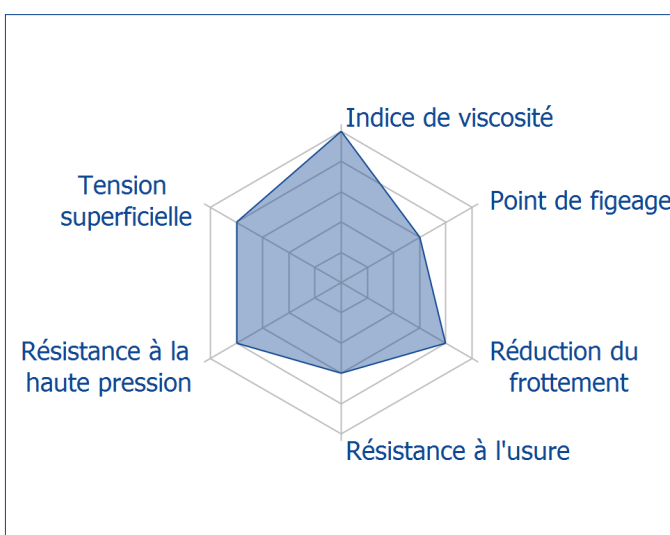 Indice de viscosité
Point de figeage
Réduction du
frottement
Résistance à l'usure
Résistance à la
haute pression
Tension
superficielle